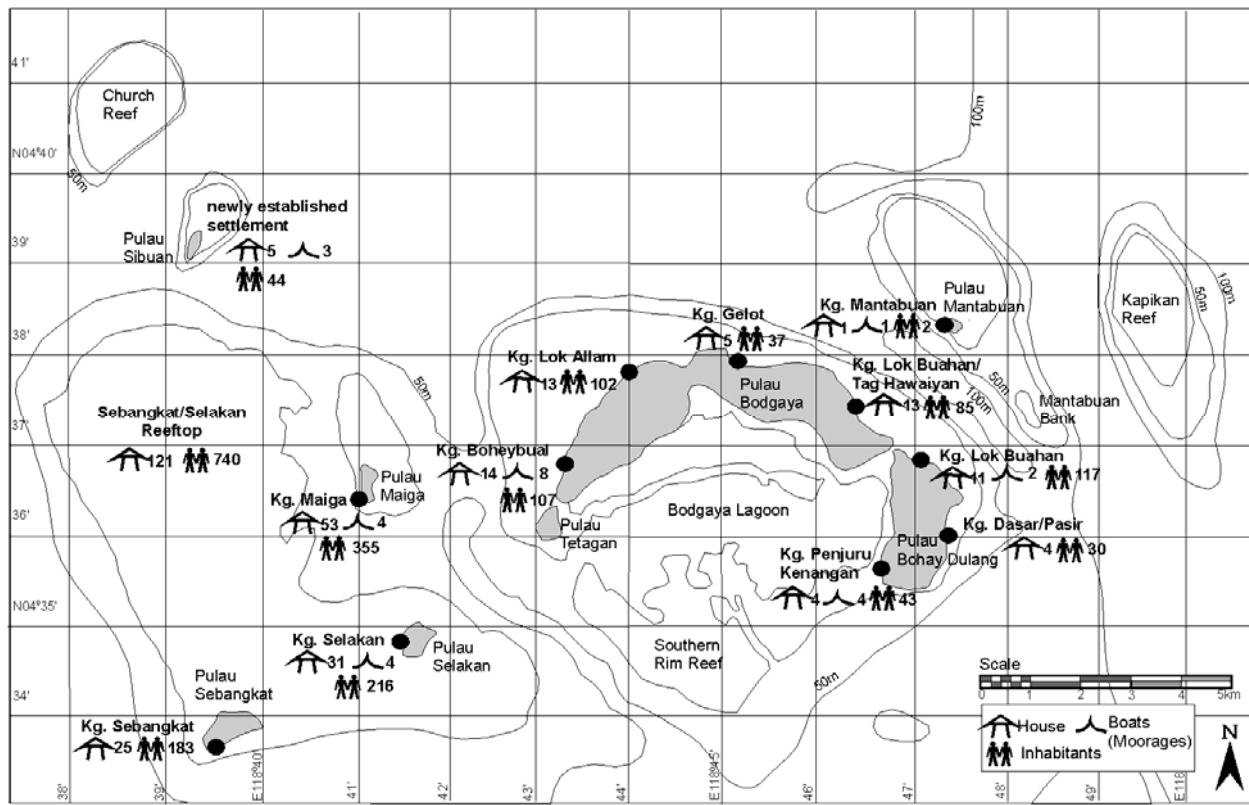 41'
Church
Reef
100m
N04°40'
50m
newly established
settlement
Pulau
Sibuan
5 3
44
39'
Pulau
Mantabuan
100m
50m
Kapikan
Reef
Kg. Mantabuan
1 1 2
Kg. Gelot
5 37
38'
50m
Kg. Lok Allam
13 102
Pulau
Bodgaya
Kg. Lok Buahan/
Tag Hawaiyan
13 85
50m
100m
Mantabuan
Bank
Sebangkat/Selakan
Reeftop
121 740
37'
Kg. Boheybual
14 8
107
Kg. Lok Buahan
11 2 117
Pulau
Maiga
Kg. Maiga
53 4
355
Bodgaya Lagoon
36'
Pulau
Tetagan
Kg. Dasar/Pasir
4 30
Pulau
Bohay Dulang
Kg. Penjuru
Kenangan
4 4 43
N04°35'
Kg. Selakan
31 4
216
Pulau
Selakan
Southern
Rim Reef
50m
Pulau
Sebangkat
34'
Kg. Sebangkat
25 183
Scale
0 1 2 3 4 5km
House Boats
(Moorages)
Inhabitants
N
38' 39' E118°40' 41' 42' 43' 44' E118°45' 46' 47' 48' 49' E118